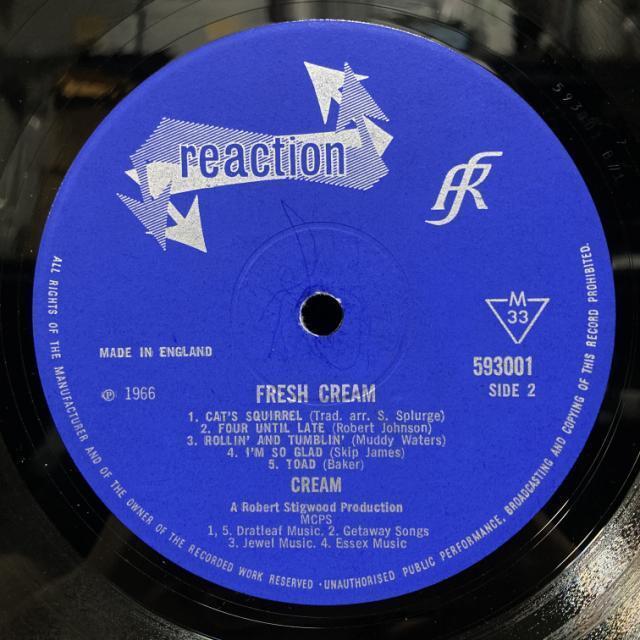 reaction
R
M
33
MADE IN ENGLAND
593001
℗ 1966
SIDE 2
FRESH CREAM
1. CAT'S SQUIRREL (Trad. arr. S. Splurge)
2. FOUR UNTIL LATE (Robert Johnson)
3. ROLLIN' AND TUMBLIN' (Muddy Waters)
4. I'M SO GLAD (Skip James)
5. TOAD (Baker)
CREAM
A Robert Stigwood Production
MCPS
1, 5. Dratleaf Music. 2. Getaway Songs
3. Jewel Music. 4. Essex Music
ALL RIGHTS OF THE MANUFACTURER AND OF THE OWNER OF THE RECORDED WORK RESERVED · UNAUTHORISED PUBLIC PERFORMANCE, BROADCASTING AND COPYING OF THIS RECORD PROHIBITED.